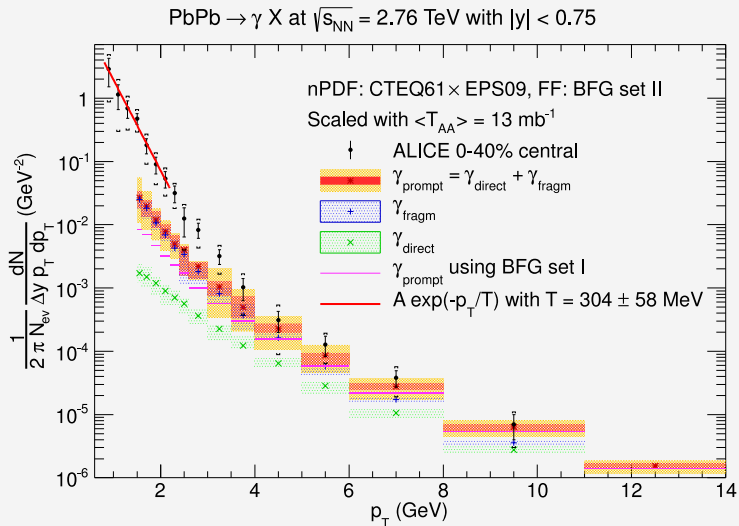 PbPb → γ X at √s_NN = 2.76 TeV with |y| < 0.75
nPDF: CTEQ61× EPS09, FF: BFG set II
Scaled with <T_AA> = 13 mb⁻¹
ALICE 0-40% central
γ_prompt = γ_direct + γ_fragm
γ_fragm
γ_direct
γ_prompt using BFG set I
A exp(-p_T/T) with T = 304 ± 58 MeV
1/(2 π N_ev) dN/(Δy p_T dp_T) (GeV⁻²)
1
10⁻¹
10⁻²
10⁻³
10⁻⁴
10⁻⁵
10⁻⁶
2 4 6 8 10 12 14
p_T (GeV)